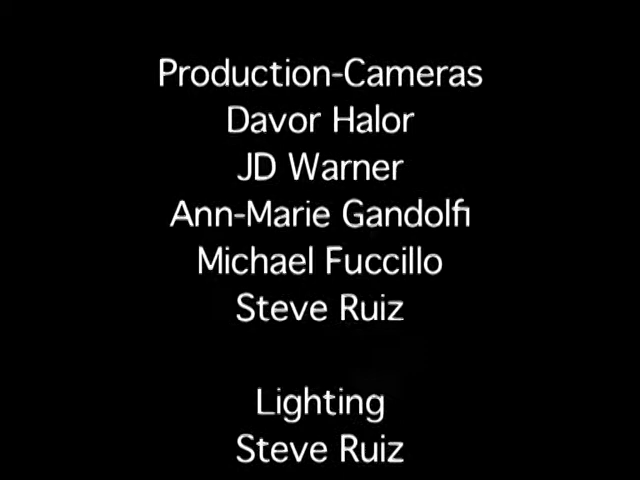 Production-Cameras
Davor Halor
JD Warner
Ann-Marie Gandolfi
Michael Fuccillo
Steve Ruiz
Lighting
Steve Ruiz